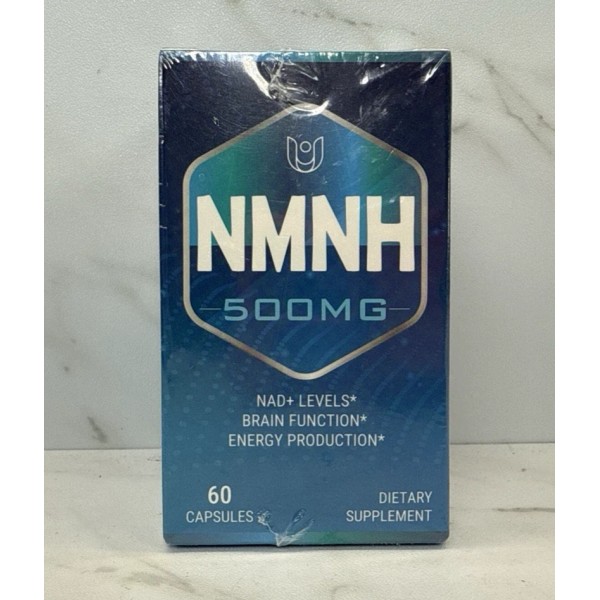 NMNH
500MG
NAD+ LEVELS*
BRAIN FUNCTION*
ENERGY PRODUCTION*
60
CAPSULES
DIETARY
SUPPLEMENT